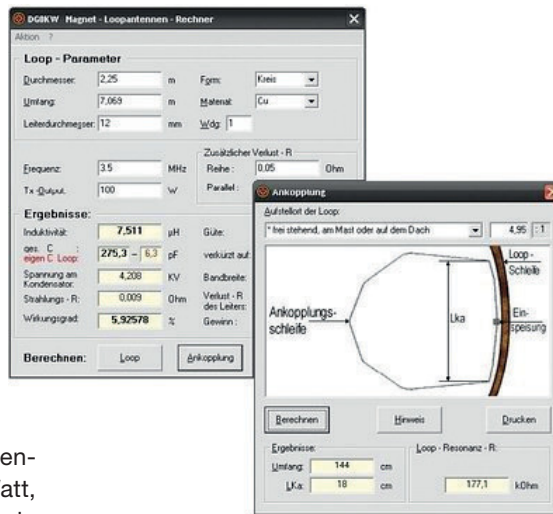 DG0KW Magnet - Loopantennen - Rechner
Aktion ?
Loop - Parameter
Durchmesser: 2,25 m Form: Kreis
Umfang: 7,069 m Material: Cu
Leiterdurchmesser: 12 mm Wdg: 1
Zusätzlicher Verlust - R
Frequenz: 3.5 MHz Reihe: 0,05 Ohm
Tx -Output: 100 W Parallel:
Ergebnisse:
Induktivität: 7,511 µH Güte:
ges. C :
eigen C Loop: 275,3 - 6,3 pF verkürzt auf:
Spannung am
Kondensator: 4,208 KV Bandbreite:
Strahlungs - R: 0,009 Ohm Verlust - R
des Leiters:
Wirkungsgrad: 5,92578 % Gewinn:
Berechnen: Loop Ankopplung
Ankopplung
Aufstellort der Loop:
* frei stehend, am Mast oder auf dem Dach 4,95 : 1
Loop -
Schleife
Ankopplungs-
schleife
Lka
Ein-
speisung
Berechnen Hinweis Drucken
Ergebnisse: Loop - Resonanz - R:
Umfang: 144 cm
LKa: 18 cm 177,1 kOhm
en-
att,